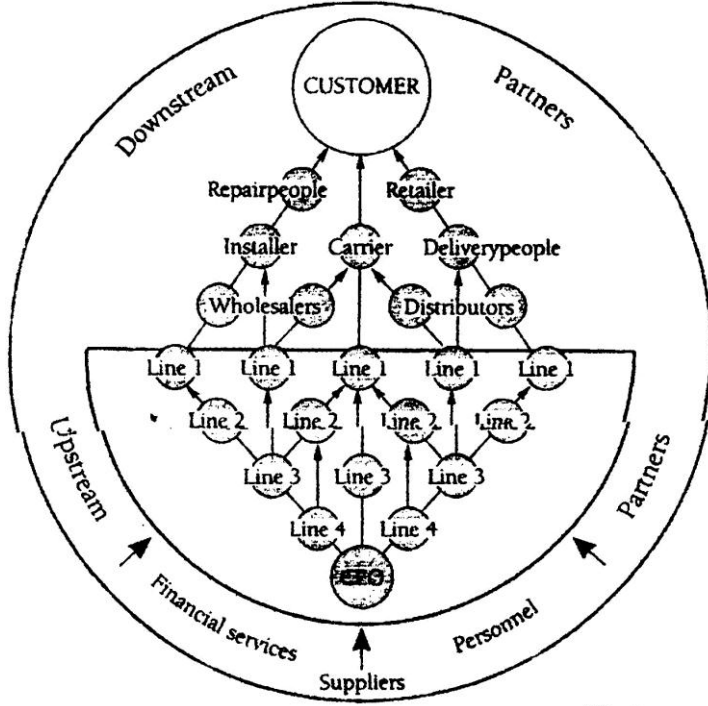 CUSTOMER
Downstream
Partners
Repairpeople
Retailer
Installer
Carrier
Deliverypeople
Wholesalers
Distributors
Line 1
Line 1
Line 1
Line 1
Line 1
Line 2
Line 2
Line 2
Line 2
Line 3
Line 3
Line 3
Line 4
Line 4
CEO
Upstream
Partners
Financial services
Personnel
Suppliers